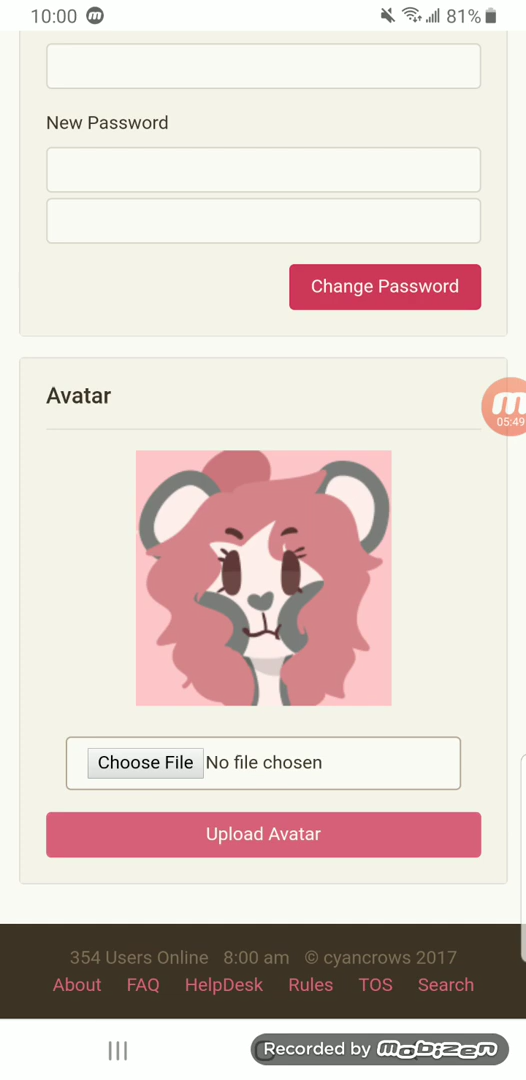 10:00
81%
New Password
Change Password
Avatar
05:49
Choose File No file chosen
Upload Avatar
354 Users Online 8:00 am © cyancrows 2017
About FAQ HelpDesk Rules TOS Search
Recorded by mobizen